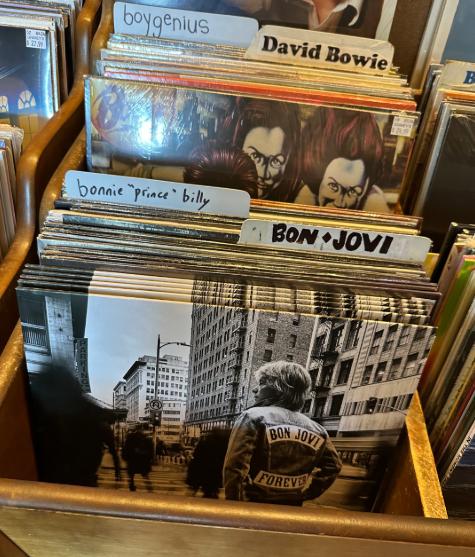 boygenius
David Bowie
bonnie "prince" billy
BON JOVI
BON JOVI
FOREVER